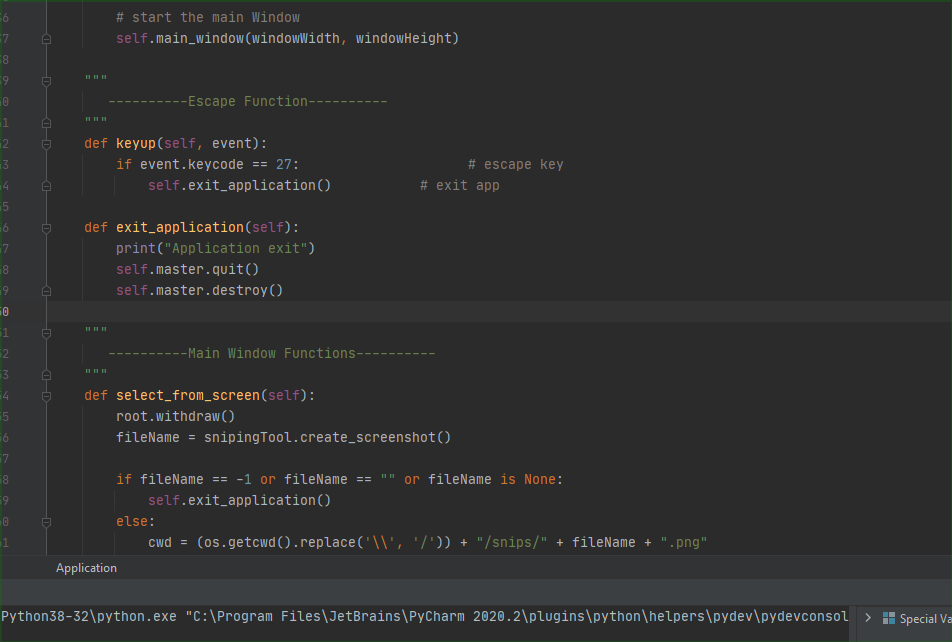 6 # start the main Window
7 self.main_window(windowWidth, windowHeight)
8
9 """
0 ----------Escape Function----------
1 """
2 def keyup(self, event):
3 if event.keycode == 27: # escape key
4 self.exit_application() # exit app
5
6 def exit_application(self):
7 print("Application exit")
8 self.master.quit()
9 self.master.destroy()
0
1 """
2 ----------Main Window Functions----------
3 """
4 def select_from_screen(self):
5 root.withdraw()
6 fileName = snipingTool.create_screenshot()
7
8 if fileName == -1 or fileName == "" or fileName is None:
9 self.exit_application()
0 else:
1 cwd = (os.getcwd().replace('\\', '/')) + "/snips/" + fileName + ".png"
Application
Python38-32\python.exe "C:\Program Files\JetBrains\PyCharm 2020.2\plugins\python\helpers\pydev\pydevconsol
Special Va